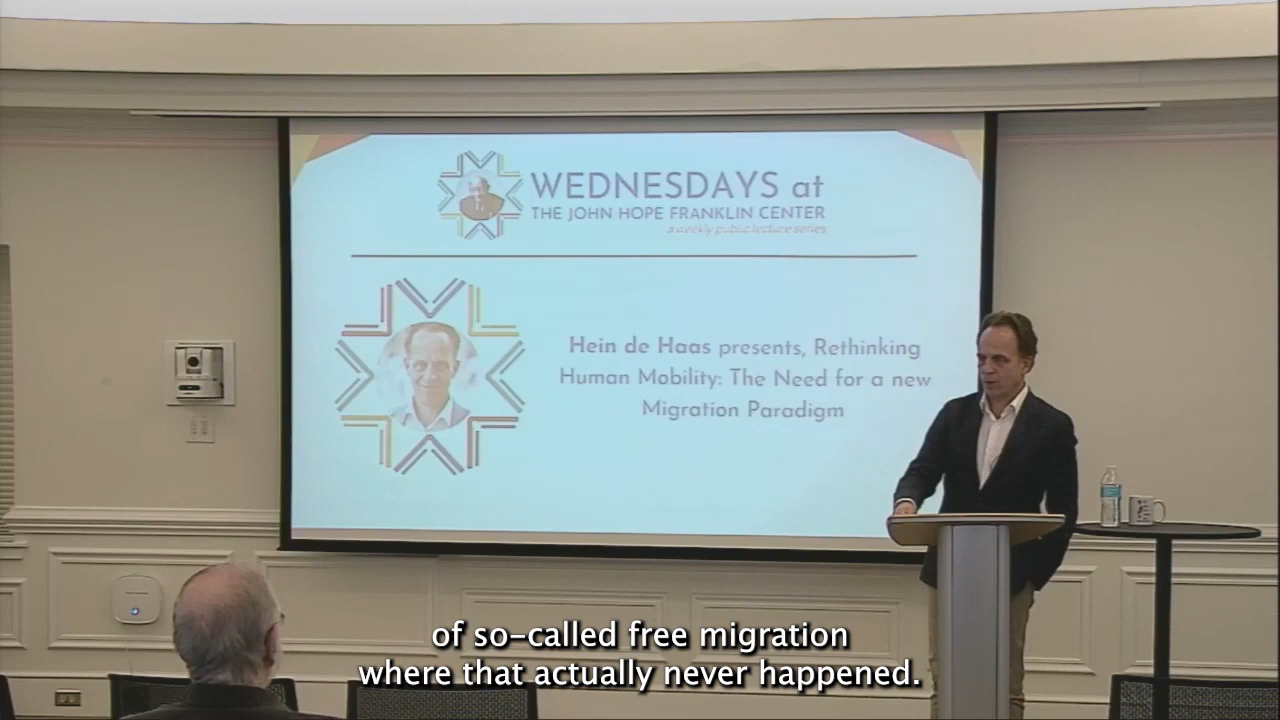 WEDNESDAYS at
THE JOHN HOPE FRANKLIN CENTER
a weekly public lecture series
Hein de Haas presents, Rethinking
Human Mobility: The Need for a new
Migration Paradigm
of so-called free migration
where that actually never happened.